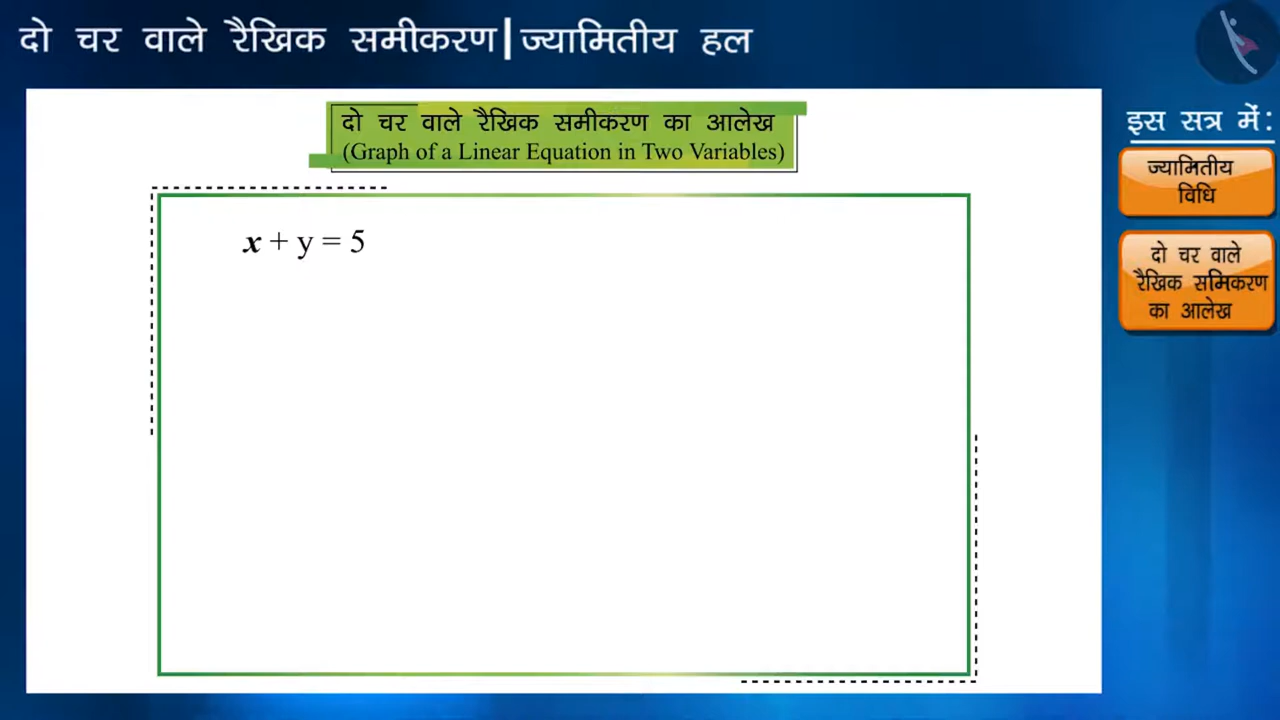 दो चर वाले रैखिक समीकरण|ज्यामितीय हल
दो चर वाले रैखिक समीकरण का आलेख
(Graph of a Linear Equation in Two Variables)
x + y = 5
इस सत्र में:
ज्यामितीय
विधि
दो चर वाले
रैखिक समिकरण
का आलेख